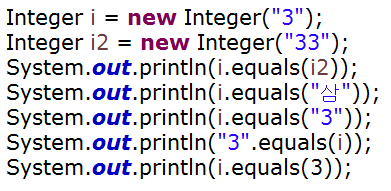 Integer i = new Integer("3");
Integer i2 = new Integer("33");
System.out.println(i.equals(i2));
System.out.println(i.equals("삼"));
System.out.println(i.equals("3"));
System.out.println("3".equals(i));
System.out.println(i.equals(3));